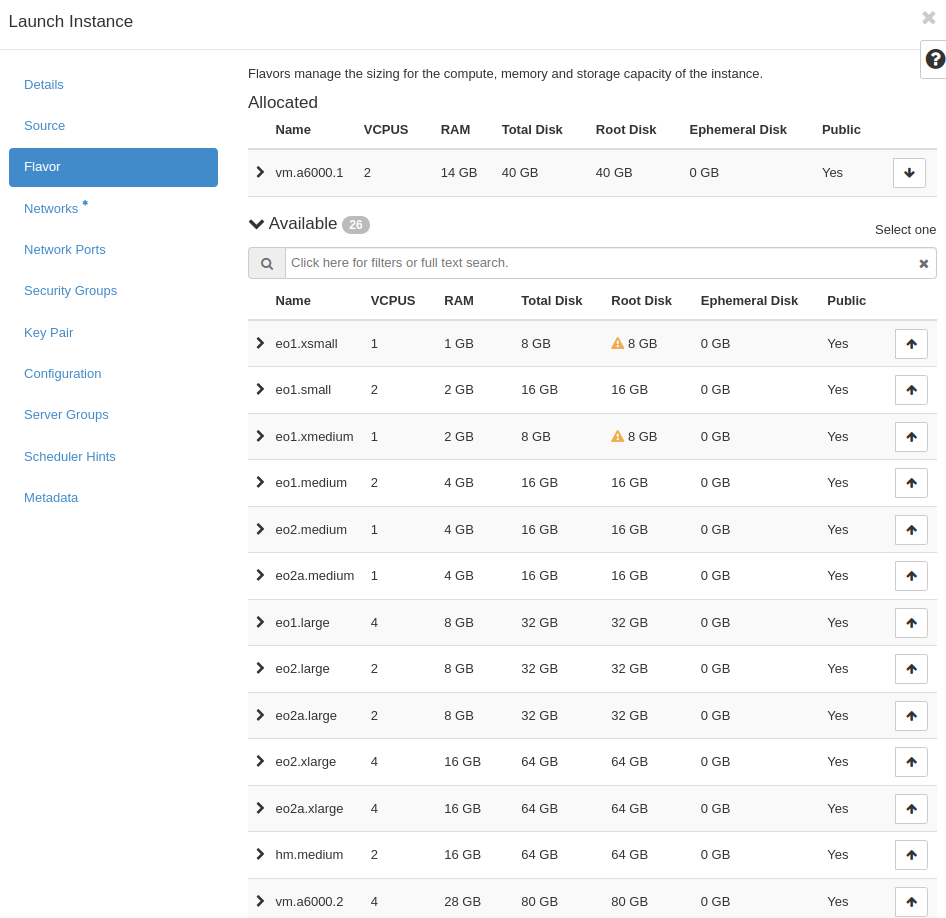 Launch Instance
Details
Source
Flavor
Networks *
Network Ports
Security Groups
Key Pair
Configuration
Server Groups
Scheduler Hints
Metadata
Flavors manage the sizing for the compute, memory and storage capacity of the instance.
Allocated
Name VCPUS RAM Total Disk Root Disk Ephemeral Disk Public
vm.a6000.1 2 14 GB 40 GB 40 GB 0 GB Yes
Available 26 Select one
Click here for filters or full text search.
Name VCPUS RAM Total Disk Root Disk Ephemeral Disk Public
eo1.xsmall 1 1 GB 8 GB 8 GB 0 GB Yes
eo1.small 2 2 GB 16 GB 16 GB 0 GB Yes
eo1.xmedium 1 2 GB 8 GB 8 GB 0 GB Yes
eo1.medium 2 4 GB 16 GB 16 GB 0 GB Yes
eo2.medium 1 4 GB 16 GB 16 GB 0 GB Yes
eo2a.medium 1 4 GB 16 GB 16 GB 0 GB Yes
eo1.large 4 8 GB 32 GB 32 GB 0 GB Yes
eo2.large 2 8 GB 32 GB 32 GB 0 GB Yes
eo2a.large 2 8 GB 32 GB 32 GB 0 GB Yes
eo2.xlarge 4 16 GB 64 GB 64 GB 0 GB Yes
eo2a.xlarge 4 16 GB 64 GB 64 GB 0 GB Yes
hm.medium 2 16 GB 64 GB 64 GB 0 GB Yes
vm.a6000.2 4 28 GB 80 GB 80 GB 0 GB Yes